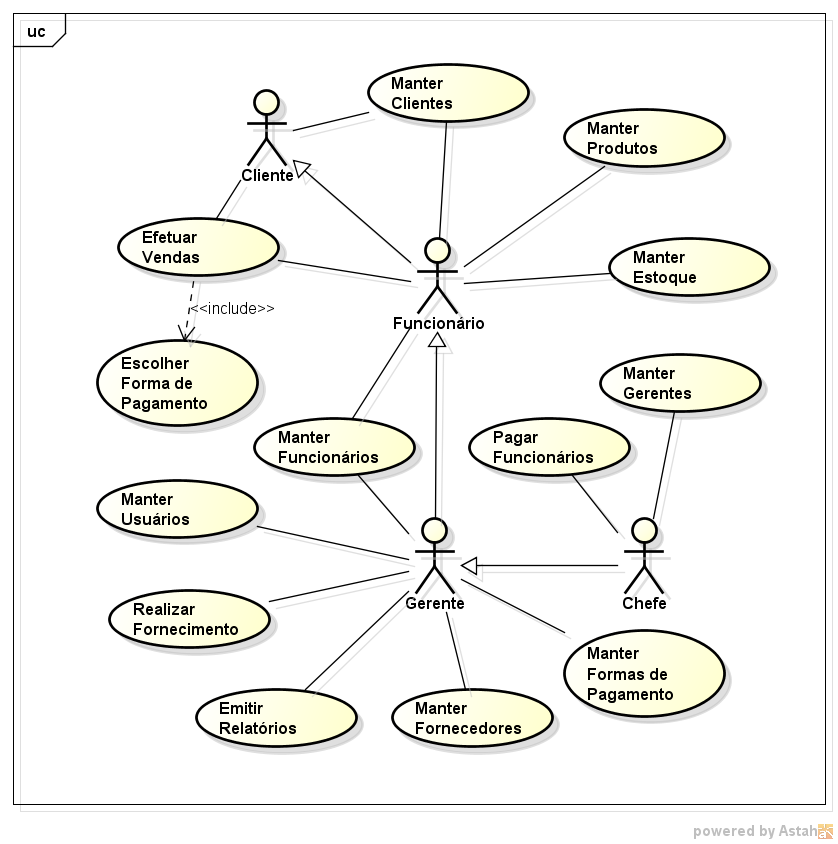 uc
Manter
Clientes
Manter
Produtos
Cliente
Efetuar
Vendas
Manter
Estoque
<<include>>
Funcionário
Escolher
Forma de
Pagamento
Manter
Gerentes
Manter
Funcionários
Pagar
Funcionários
Manter
Usuários
Realizar
Fornecimento
Gerente
Chefe
Manter
Formas de
Pagamento
Emitir
Relatórios
Manter
Fornecedores
powered by Astah